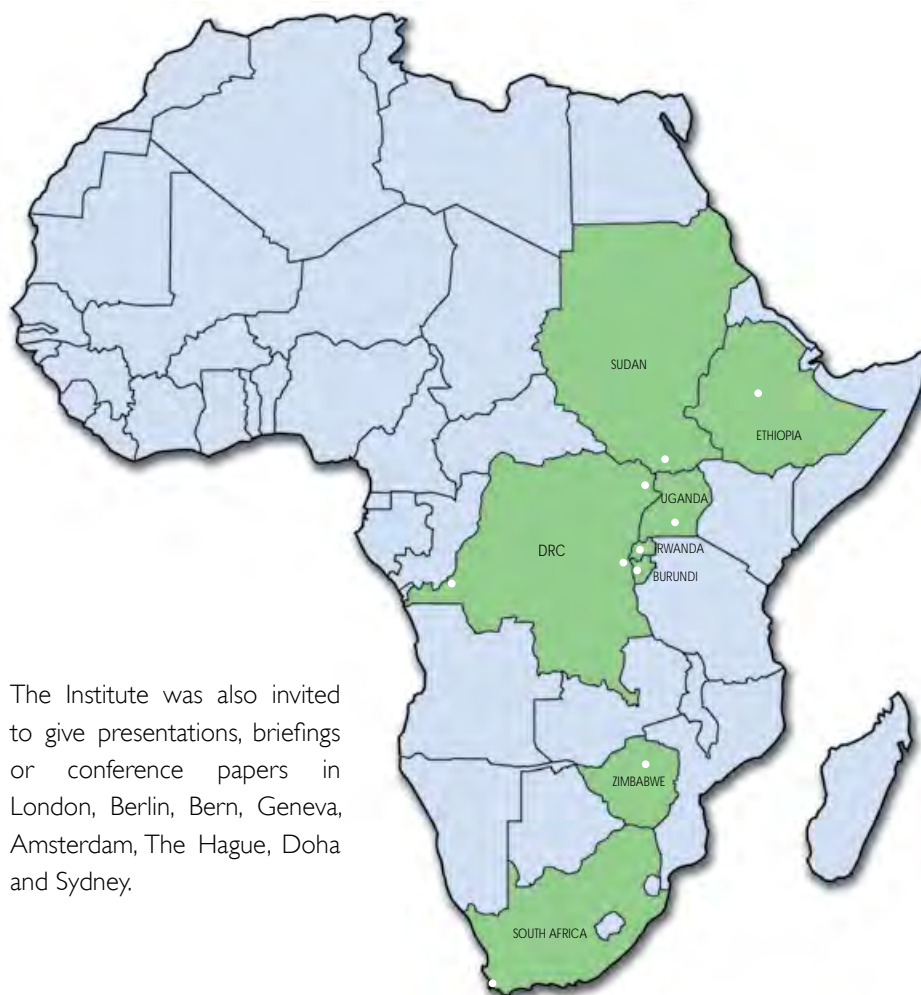 SUDAN
ETHIOPIA
UGANDA
RWANDA
DRC
BURUNDI
The Institute was also invited
to give presentations, briefings
or conference papers in
London, Berlin, Bern, Geneva,
Amsterdam, The Hague, Doha
and Sydney.
ZIMBABWE
SOUTH AFRICA